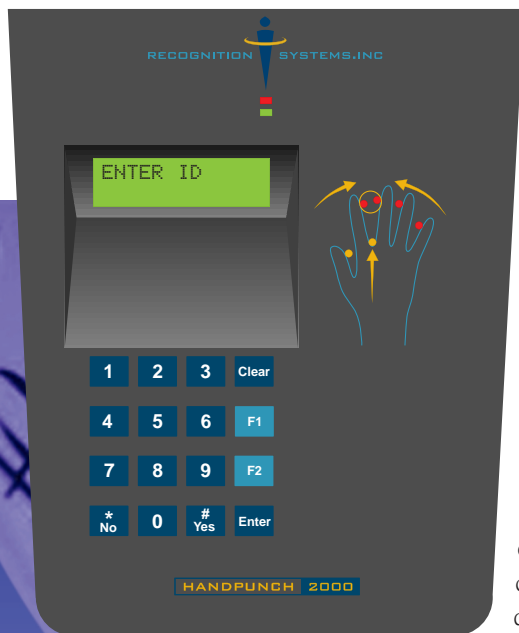 RECOGNITION SYSTEMS.INC
ENTER ID
1 2 3 Clear
4 5 6 F1
7 8 9 F2
* 0 # Enter
No Yes
HANDPUNCH 2000